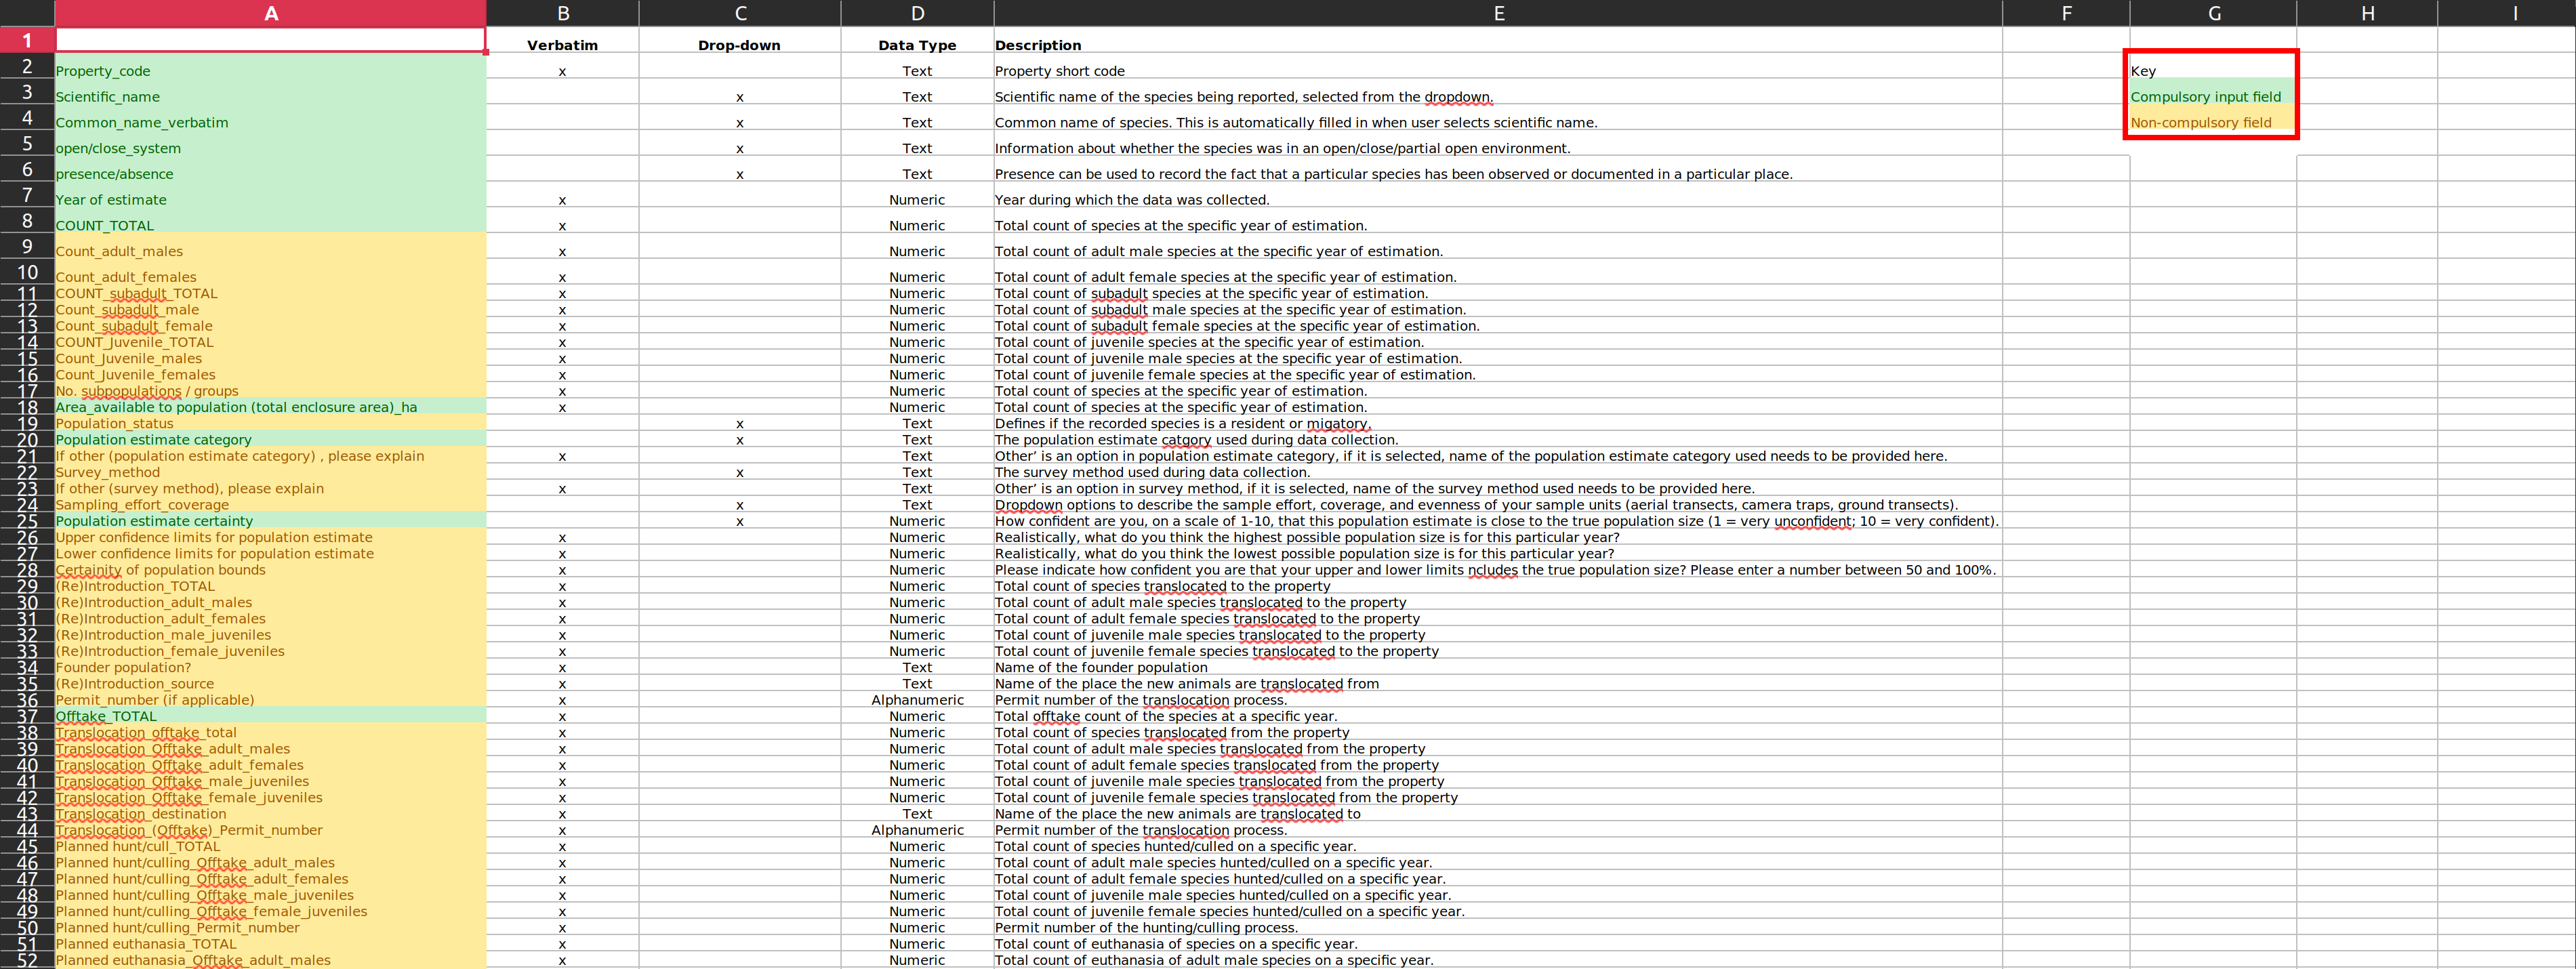 A B C D E F G H I
1 Verbatim Drop-down Data Type Description
2 Property_code x Text Property short code Key
3 Scientific_name x Text Scientific name of the species being reported, selected from the dropdown. Compulsory input field
4 Common_name_verbatim x Text Common name of species. This is automatically filled in when user selects scientific name. Non-compulsory field
5 open/close_system x Text Information about whether the species was in an open/close/partial open environment.
6 presence/absence x Text Presence can be used to record the fact that a particular species has been observed or documented in a particular place.
7 Year of estimate x Numeric Year during which the data was collected.
8 COUNT_TOTAL x Numeric Total count of species at the specific year of estimation.
9 Count_adult_males x Numeric Total count of adult male species at the specific year of estimation.
10 Count_adult_females x Numeric Total count of adult female species at the specific year of estimation.
11 COUNT_subadult_TOTAL x Numeric Total count of subadult species at the specific year of estimation.
12 Count_subadult_male x Numeric Total count of subadult male species at the specific year of estimation.
13 Count_subadult_female x Numeric Total count of subadult female species at the specific year of estimation.
14 COUNT_Juvenile_TOTAL x Numeric Total count of juvenile species at the specific year of estimation.
15 Count_Juvenile_males x Numeric Total count of juvenile male species at the specific year of estimation.
16 Count_Juvenile_females x Numeric Total count of juvenile female species at the specific year of estimation.
17 No. subpopulations / groups x Numeric Total count of species at the specific year of estimation.
18 Area_available to population (total enclosure area)_ha x Numeric Total count of species at the specific year of estimation.
19 Population_status x Text Defines if the recorded species is a resident or migatory.
20 Population estimate category x Text The population estimate catgory used during data collection.
21 If other (population estimate category) , please explain x Text Other' is an option in population estimate category, if it is selected, name of the population estimate category used needs to be provided here.
22 Survey_method x Text The survey method used during data collection.
23 If other (survey method), please explain x Text Other' is an option in survey method, if it is selected, name of the survey method used needs to be provided here.
24 Sampling_effort_coverage x Text Dropdown options to describe the sample effort, coverage, and evenness of your sample units (aerial transects, camera traps, ground transects).
25 Population estimate certainty x Numeric How confident are you, on a scale of 1-10, that this population estimate is close to the true population size (1 = very unconfident; 10 = very confident).
26 Upper confidence limits for population estimate x Numeric Realistically, what do you think the highest possible population size is for this particular year?
27 Lower confidence limits for population estimate x Numeric Realistically, what do you think the lowest possible population size is for this particular year?
28 Certainity of population bounds x Numeric Please indicate how confident you are that your upper and lower limits ncludes the true population size? Please enter a number between 50 and 100%.
29 (Re)Introduction_TOTAL x Numeric Total count of species translocated to the property
30 (Re)Introduction_adult_males x Numeric Total count of adult male species translocated to the property
31 (Re)Introduction_adult_females x Numeric Total count of adult female species translocated to the property
32 (Re)Introduction_male_juveniles x Numeric Total count of juvenile male species translocated to the property
33 (Re)Introduction_female_juveniles x Numeric Total count of juvenile female species translocated to the property
34 Founder population? x Text Name of the founder population
35 (Re)Introduction_source x Text Name of the place the new animals are translocated from
36 Permit_number (if applicable) x Alphanumeric Permit number of the translocation process.
37 Offtake_TOTAL x Numeric Total offtake count of the species at a specific year.
38 Translocation_offtake_total x Numeric Total count of species translocated from the property
39 Translocation_Offtake_adult_males x Numeric Total count of adult male species translocated from the property
40 Translocation_Offtake_adult_females x Numeric Total count of adult female species translocated from the property
41 Translocation_Offtake_male_juveniles x Numeric Total count of juvenile male species translocated from the property
42 Translocation_Offtake_female_juveniles x Numeric Total count of juvenile female species translocated from the property
43 Translocation_destination x Text Name of the place the new animals are translocated to
44 Translocation_(Offtake)_Permit_number x Alphanumeric Permit number of the translocation process.
45 Planned hunt/cull_TOTAL x Numeric Total count of species hunted/culled on a specific year.
46 Planned hunt/culling_Offtake_adult_males x Numeric Total count of adult male species hunted/culled on a specific year.
47 Planned hunt/culling_Offtake_adult_females x Numeric Total count of adult female species hunted/culled on a specific year.
48 Planned hunt/culling_Offtake_male_juveniles x Numeric Total count of juvenile male species hunted/culled on a specific year.
49 Planned hunt/culling_Offtake_female_juveniles x Numeric Total count of juvenile female species hunted/culled on a specific year.
50 Planned hunt/culling_Permit_number x Numeric Permit number of the hunting/culling process.
51 Planned euthanasia_TOTAL x Numeric Total count of euthanasia of species on a specific year.
52 Planned euthanasia_Offtake_adult_males x Numeric Total count of euthanasia of adult male species on a specific year.